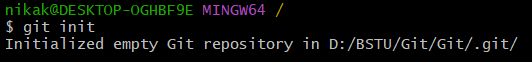 nikak@DESKTOP-OGHBF9E MINGW64 /
$ git init
Initialized empty Git repository in D:/BSTU/Git/Git/.git/